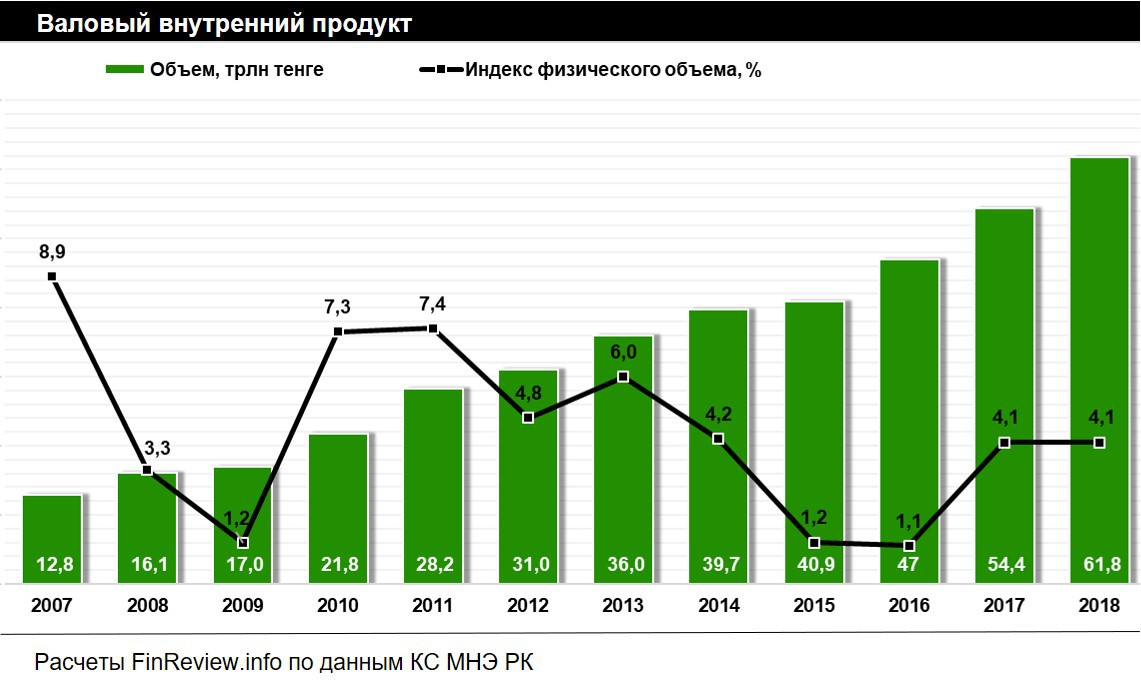 Валовый внутренний продукт
Объем, трлн тенге Индекс физического объема, %
8,9 3,3 1,2 7,3 7,4 4,8 6,0 4,2 1,2 1,1 4,1 4,1
12,8 16,1 17,0 21,8 28,2 31,0 36,0 39,7 40,9 47 54,4 61,8
2007 2008 2009 2010 2011 2012 2013 2014 2015 2016 2017 2018
Расчеты FinReview.info по данным КС МНЭ РК